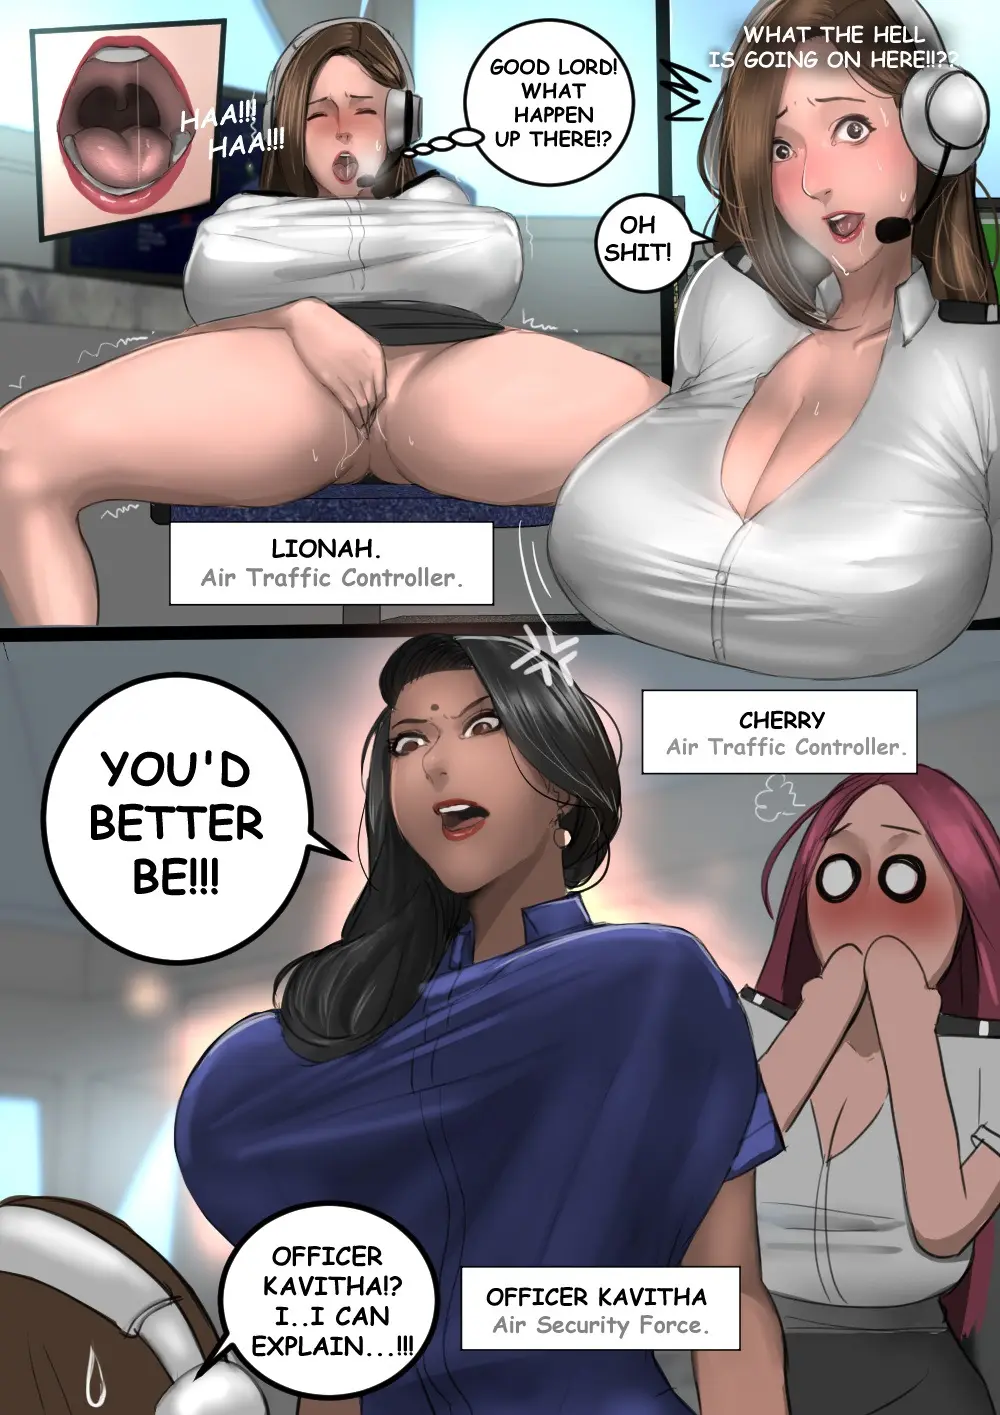 HAA!!!
HAA!!!
GOOD LORD!
WHAT
HAPPEN
UP THERE!?
WHAT THE HELL
IS GOING ON HERE!!??
OH
SHIT!
LIONAH.
Air Traffic Controller.
CHERRY
Air Traffic Controller.
YOU'D
BETTER
BE!!!
OFFICER
KAVITHA!?
I..I CAN
EXPLAIN...!!!
OFFICER KAVITHA
Air Security Force.